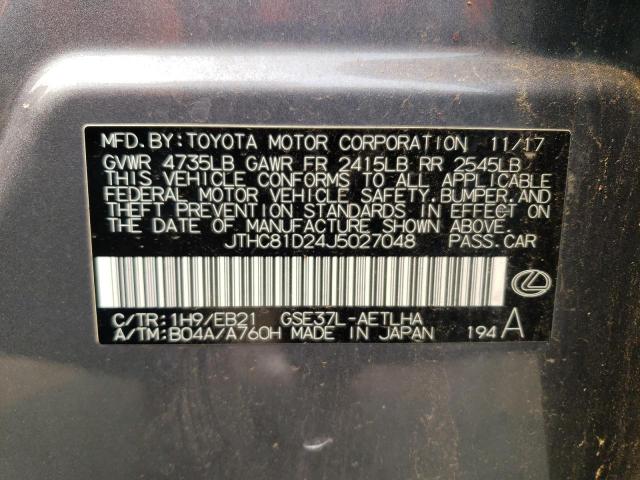 MFD.BY:TOYOTA MOTOR CORPORATION 11/17
GVWR 4735LB GAWR FR 2415LB RR 2545LB
THIS VEHICLE CONFORMS TO ALL APPLICABLE
FEDERAL MOTOR VEHICLE SAFETY,BUMPER,AND
THEFT PREVENTION STANDARDS IN EFFECT ON
THE DATE OF MANUFACTURE SHOWN ABOVE.
JTHC81D24J5027048 PASS.CAR
C/TR:1H9/EB21 GSE37L-AETLHA
A/TM:B04A/A760H MADE IN JAPAN 194 A